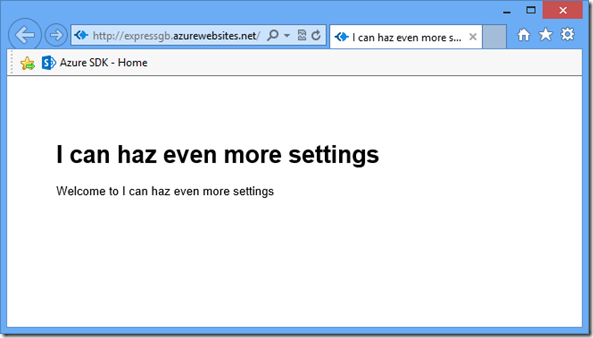 http://expressgb.azurewebsites.net/
I can haz even more s...
Azure SDK - Home
I can haz even more settings
Welcome to I can haz even more settings